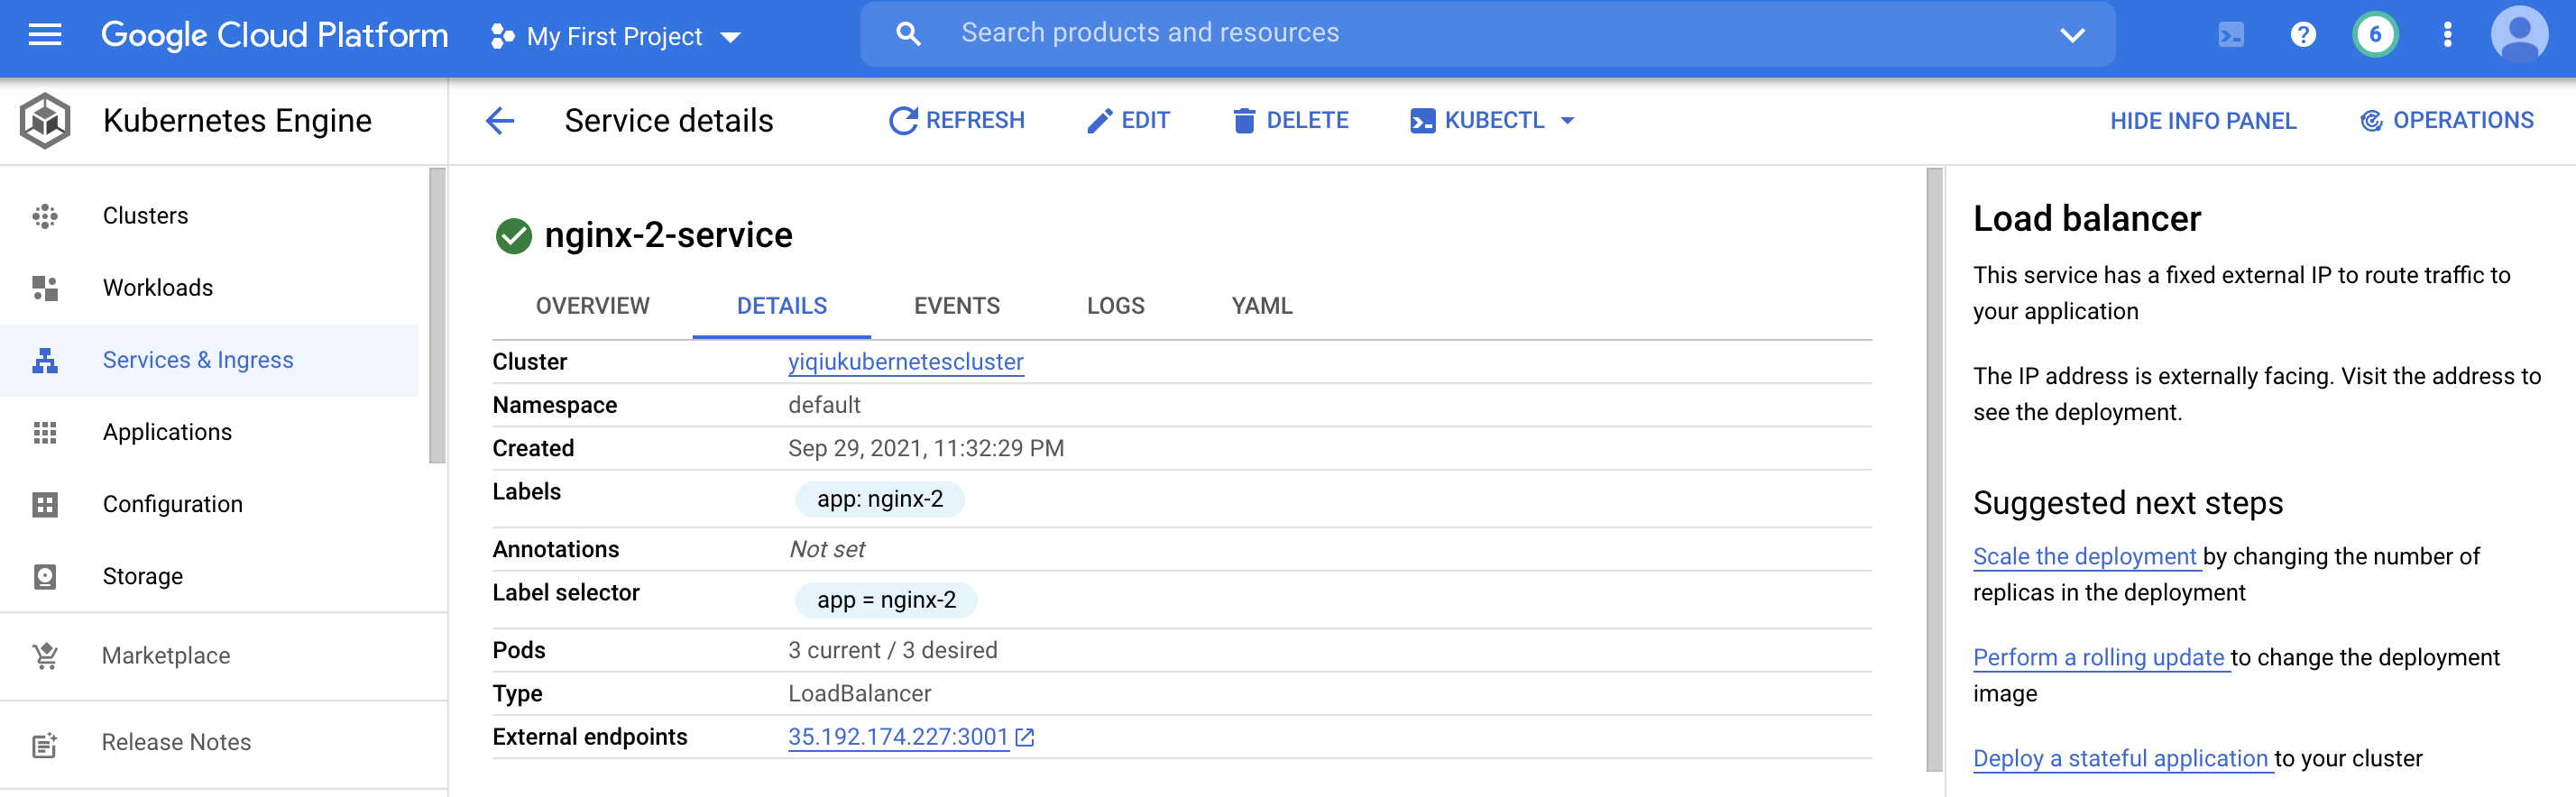 Google Cloud Platform
My First Project
Search products and resources
6
Kubernetes Engine
Service details
REFRESH
EDIT
DELETE
KUBECTL
HIDE INFO PANEL
OPERATIONS
Clusters
Workloads
Services & Ingress
Applications
Configuration
Storage
Marketplace
Release Notes
nginx-2-service
OVERVIEW
DETAILS
EVENTS
LOGS
YAML
Cluster yiqiukubernetescluster
Namespace default
Created Sep 29, 2021, 11:32:29 PM
Labels app: nginx-2
Annotations Not set
Label selector app = nginx-2
Pods 3 current / 3 desired
Type LoadBalancer
External endpoints 35.192.174.227:3001
Load balancer
This service has a fixed external IP to route traffic to
your application
The IP address is externally facing. Visit the address to
see the deployment.
Suggested next steps
Scale the deployment by changing the number of
replicas in the deployment
Perform a rolling update to change the deployment
image
Deploy a stateful application to your cluster